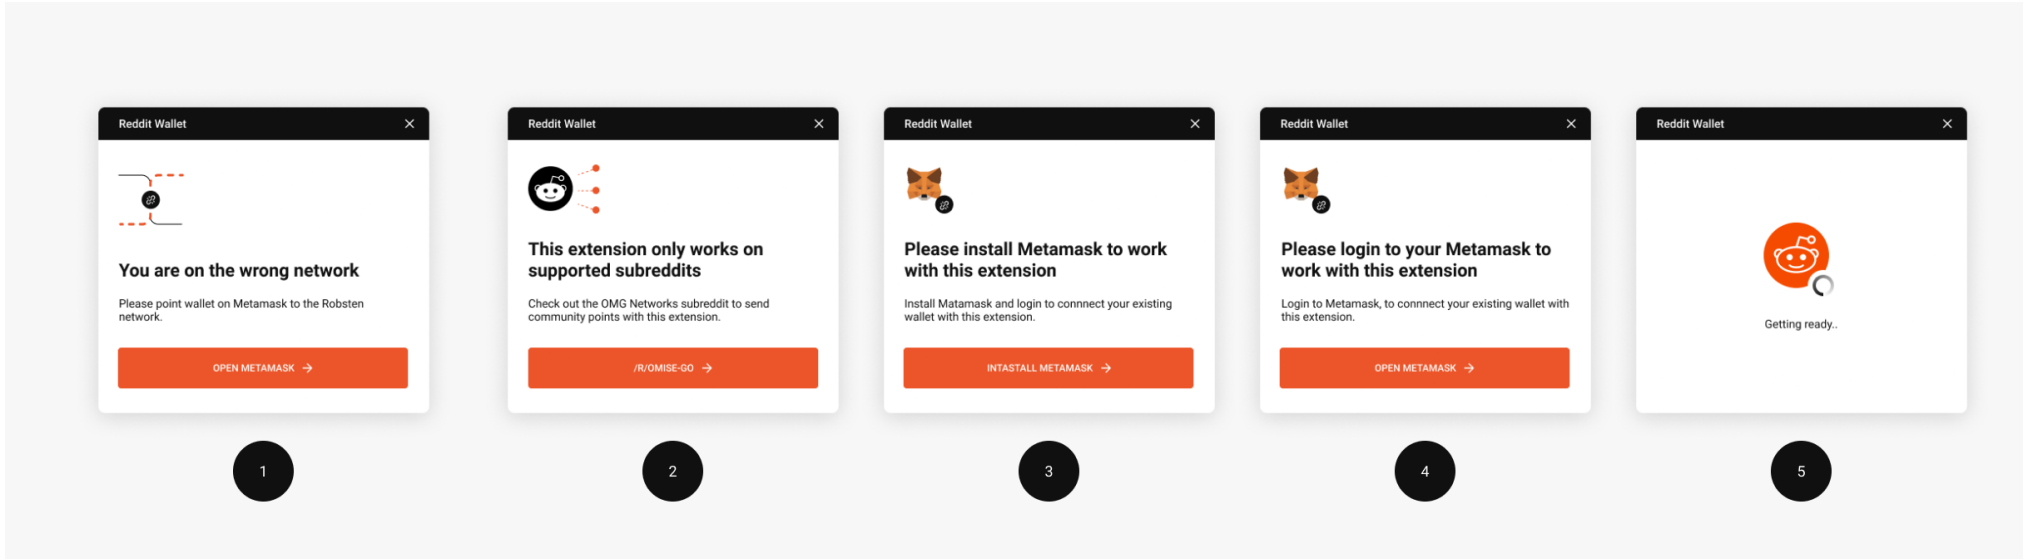 Reddit Wallet
You are on the wrong network
Please point wallet on Metamask to the Robsten
network.
OPEN METAMASK
1
Reddit Wallet
This extension only works on
supported subreddits
Check out the OMG Networks subreddit to send
community points with this extension.
/R/OMISE-GO
2
Reddit Wallet
Please install Metamask to work
with this extension
Install Matamask and login to connnect your existing
wallet with this extension.
INTASTALL METAMASK
3
Reddit Wallet
Please login to your Metamask to
work with this extension
Login to Metamask, to connnect your existing wallet with
this extension.
OPEN METAMASK
4
Reddit Wallet
Getting ready..
5